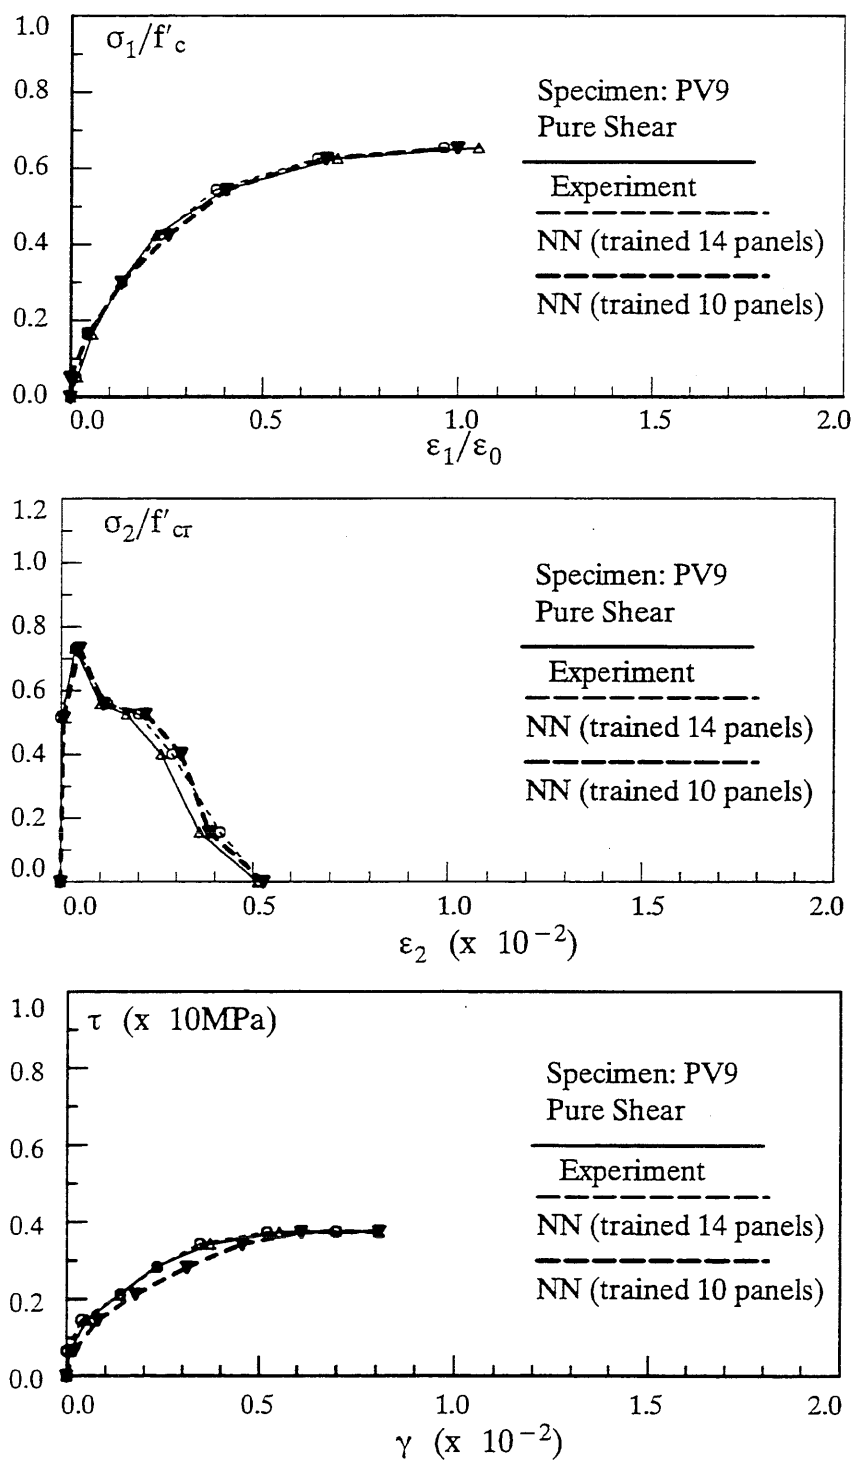 1.0
σ₁/f'c
0.8
0.6
0.4
0.2
0.0
Specimen: PV9
Pure Shear
Experiment
NN (trained 14 panels)
NN (trained 10 panels)
0.0 0.5 1.0 1.5 2.0
ε₁/ε₀
1.2
σ₂/f'cr
1.0
0.8
0.6
0.4
0.2
0.0
Specimen: PV9
Pure Shear
Experiment
NN (trained 14 panels)
NN (trained 10 panels)
0.0 0.5 1.0 1.5 2.0
ε₂ (x 10⁻²)
1.0
τ (x 10MPa)
0.8
0.6
0.4
0.2
0.0
Specimen: PV9
Pure Shear
Experiment
NN (trained 14 panels)
NN (trained 10 panels)
0.0 0.5 1.0 1.5 2.0
γ (x 10⁻²)